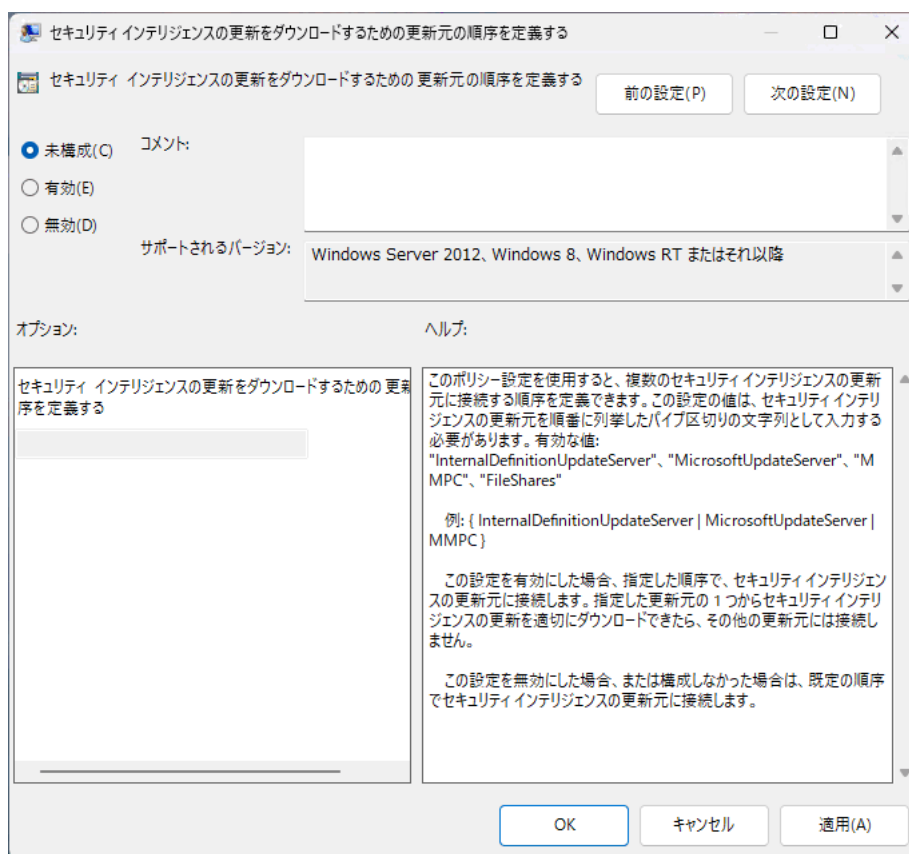 セキュリティ インテリジェンスの更新をダウンロードするための更新元の順序を定義する
セキュリティ インテリジェンスの更新をダウンロードするための 更新元の順序を定義する
前の設定(P)
次の設定(N)
未構成(C)
コメント:
有効(E)
無効(D)
サポートされるバージョン:
Windows Server 2012、Windows 8、Windows RT またはそれ以降
オプション:
ヘルプ:
セキュリティ インテリジェンスの更新をダウンロードするための 更新
序を定義する
このポリシー設定を使用すると、複数のセキュリティ インテリジェンスの更新
元に接続する順序を定義できます。この設定の値は、セキュリティ インテリ
ジェンスの更新元を順番に列挙したパイプ区切りの文字列として入力する
必要があります。有効な値:
"InternalDefinitionUpdateServer"、"MicrosoftUpdateServer"、"M
MPC"、"FileShares"
例: { InternalDefinitionUpdateServer | MicrosoftUpdateServer |
MMPC }
この設定を有効にした場合、指定した順序で、セキュリティ インテリジェン
スの更新元に接続します。指定した更新元の 1 つからセキュリティ インテリ
ジェンスの更新を適切にダウンロードできたら、その他の更新元には接続し
ません。
この設定を無効にした場合、または構成しなかった場合は、既定の順序
でセキュリティ インテリジェンスの更新元に接続します。
OK
キャンセル
適用(A)